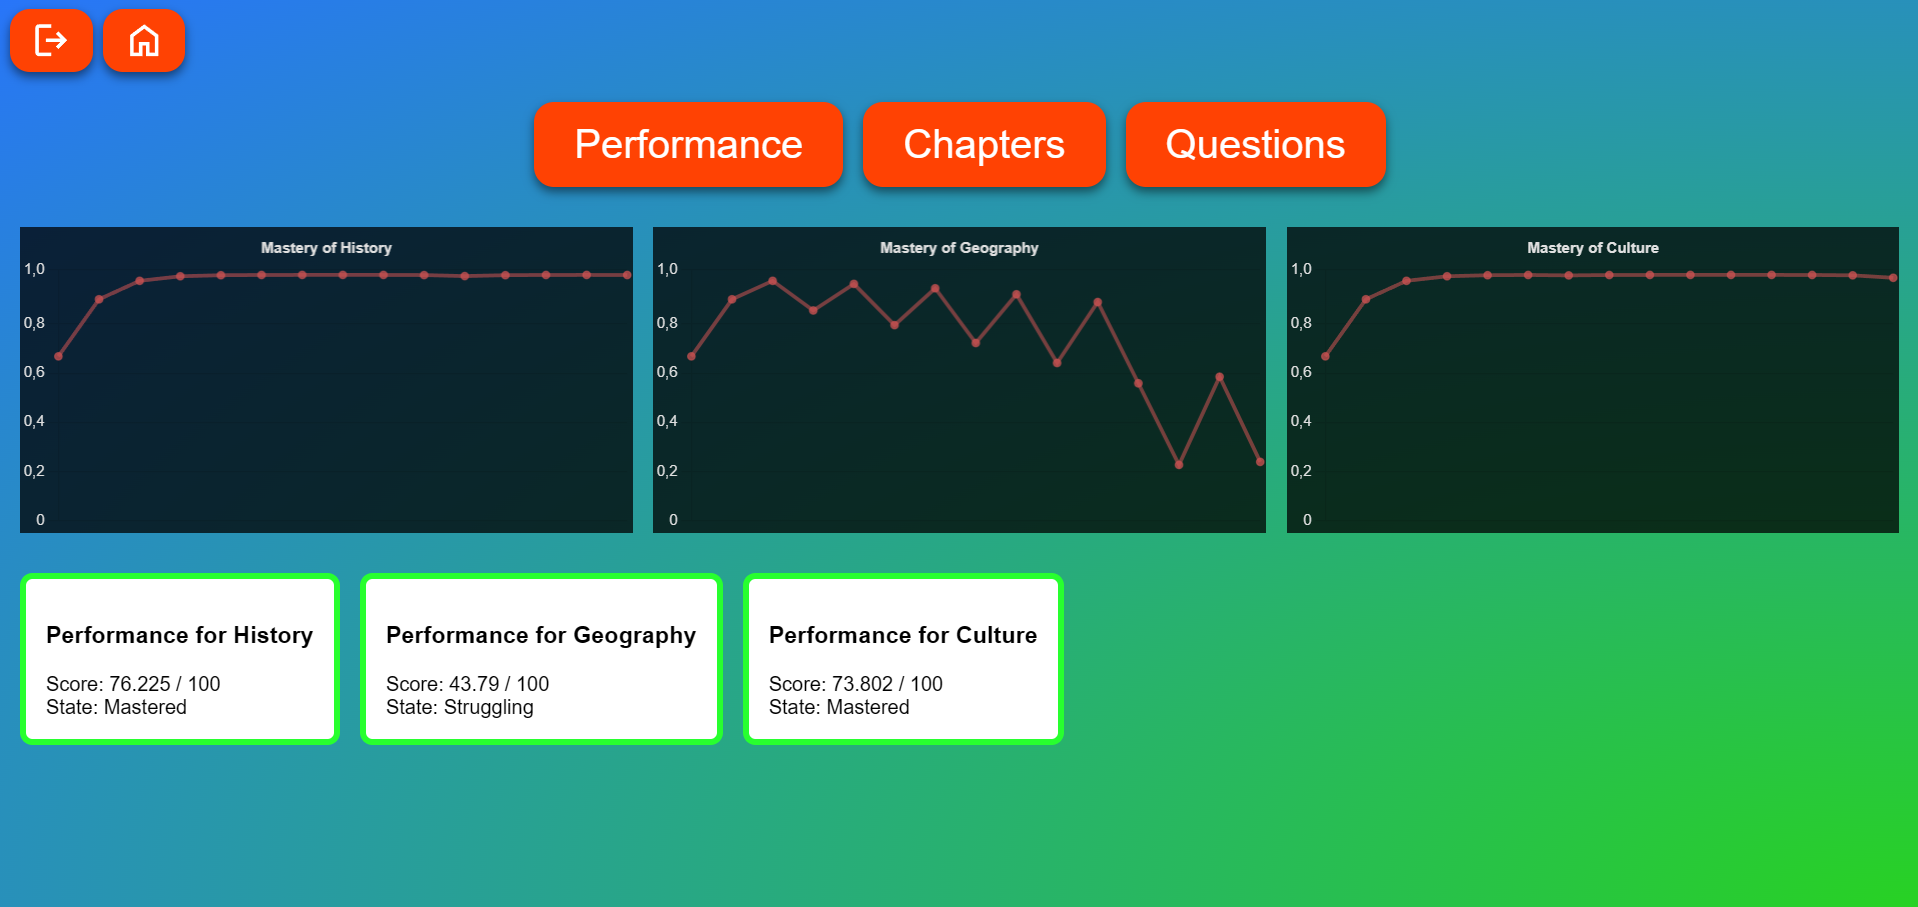 Performance
Chapters
Questions
Mastery of History
1,0
0,8
0,6
0,4
0,2
0
Mastery of Geography
1,0
0,8
0,6
0,4
0,2
0
Mastery of Culture
1,0
0,8
0,6
0,4
0,2
0
Performance for History
Score: 76.225 / 100
State: Mastered
Performance for Geography
Score: 43.79 / 100
State: Struggling
Performance for Culture
Score: 73.802 / 100
State: Mastered